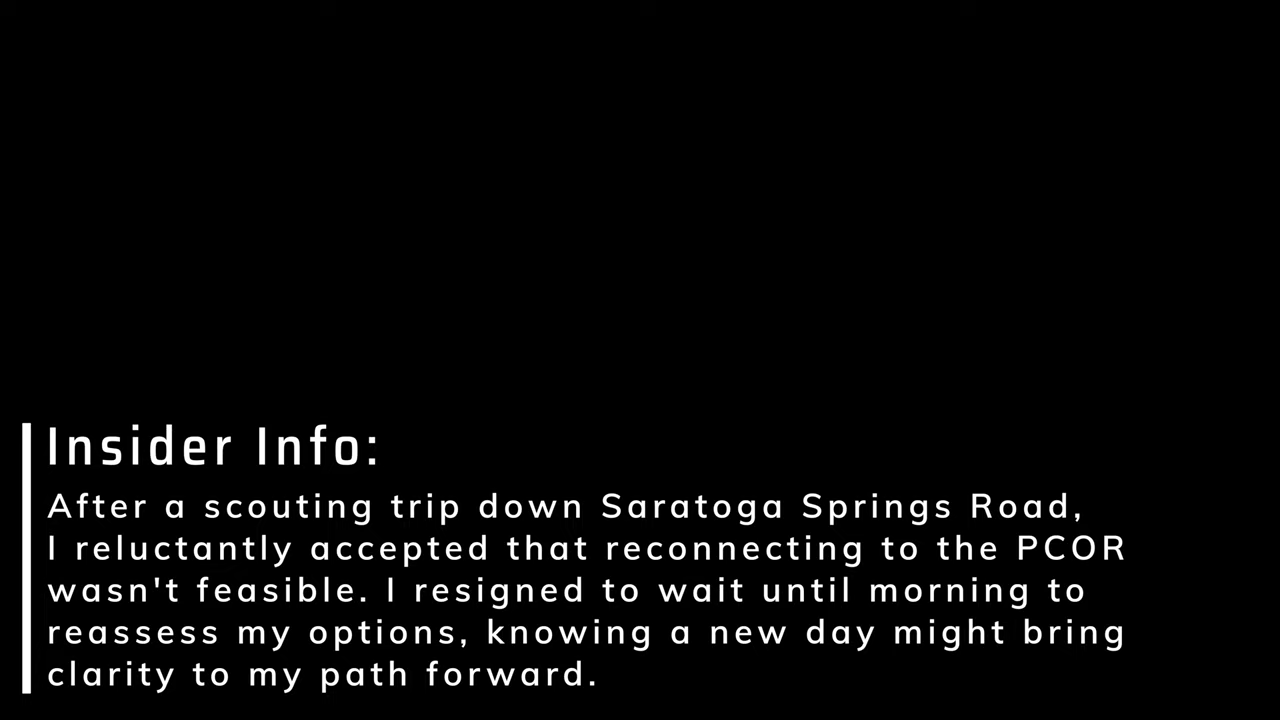 Insider Info:
After a scouting trip down Saratoga Springs Road,
I reluctantly accepted that reconnecting to the PCOR
wasn't feasible. I resigned to wait until morning to
reassess my options, knowing a new day might bring
clarity to my path forward.